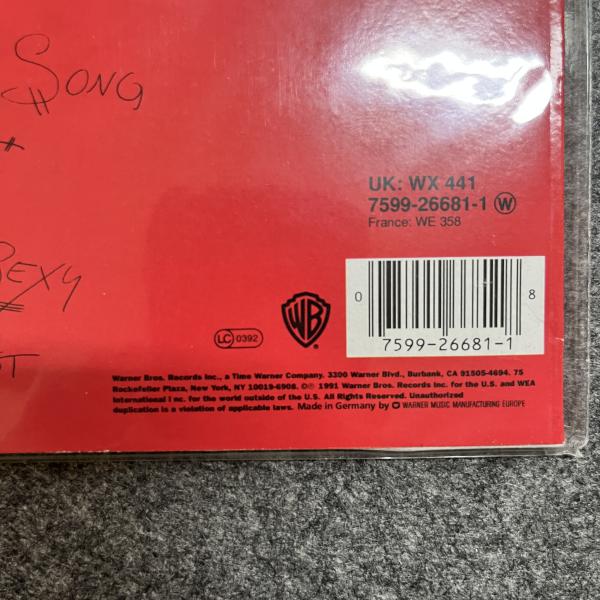 SONG
UK: WX 441
7599-26681-1 W
France: WE 358
SEXY
0 8
7599-26681-1
LC 0392
WB
Warner Bros. Records Inc., a Time Warner Company. 3300 Warner Blvd., Burbank, CA 91505-4694. 75
Rockefeller Plaza, New York, NY 10019-6908. ©℗ 1991 Warner Bros. Records Inc. for the U.S. and WEA
International Inc. for the world outside of the U.S. All Rights Reserved. Unauthorized
duplication is a violation of applicable laws. Made in Germany by WARNER MUSIC MANUFACTURING EUROPE